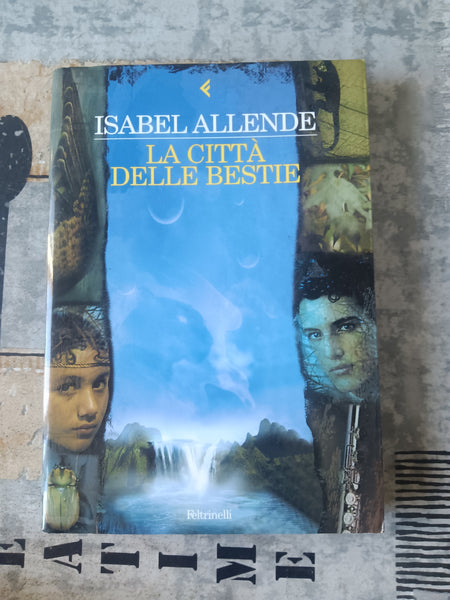 ISABEL ALLENDE
LA CITTÀ
DELLE BESTIE
Feltrinelli
E A T I M E